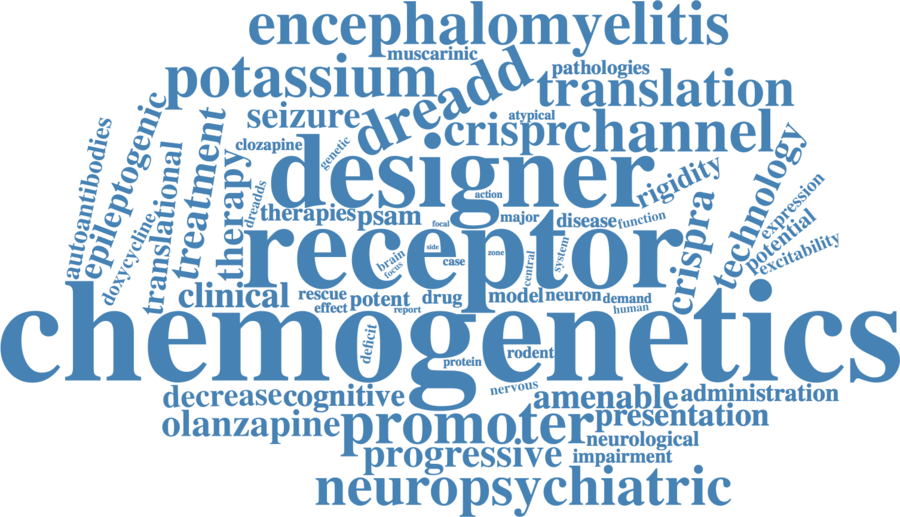 encephalomyelitis
muscarinic
potassium
dreadd
pathologies
translation
seizure
crispr
atypical
channel
clozapine
genetic
designer
autoantibodies
epileptogenic
doxycycline
translational
treatment
therapy
dreadds
therapies
psam
focal
action
major
disease
function
rigidity
crispra
technology
expression
potential
excitability
receptor
brain
focus
side
case
zone
central
system
clinical
rescue
effect
potent
report
drug
model
neuron
demand
human
chemogenetics
deficit
protein
rodent
nervous
decrease
cognitive
amenable
administration
olanzapine
promoter
presentation
neurological
progressive
impairment
neuropsychiatric